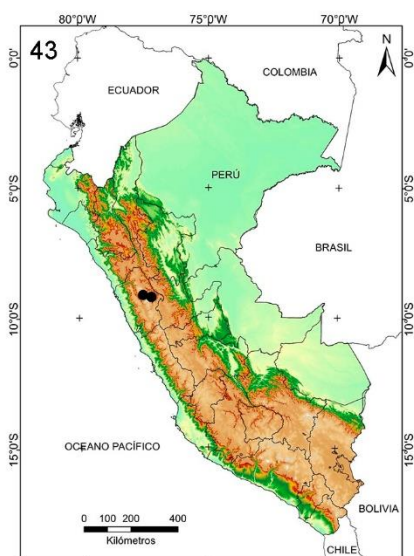 80°0'W
75°0'W
70°0'W
43
N
COLOMBIA
0°0'
0°0'
ECUADOR
5°0'S
PERÚ
5°0'S
BRASIL
10°0'S
10°0'S
OCEANO PACÍFICO
15°0'S
15°0'S
BOLIVIA
0 100 200 400
Kilómetros
CHILE